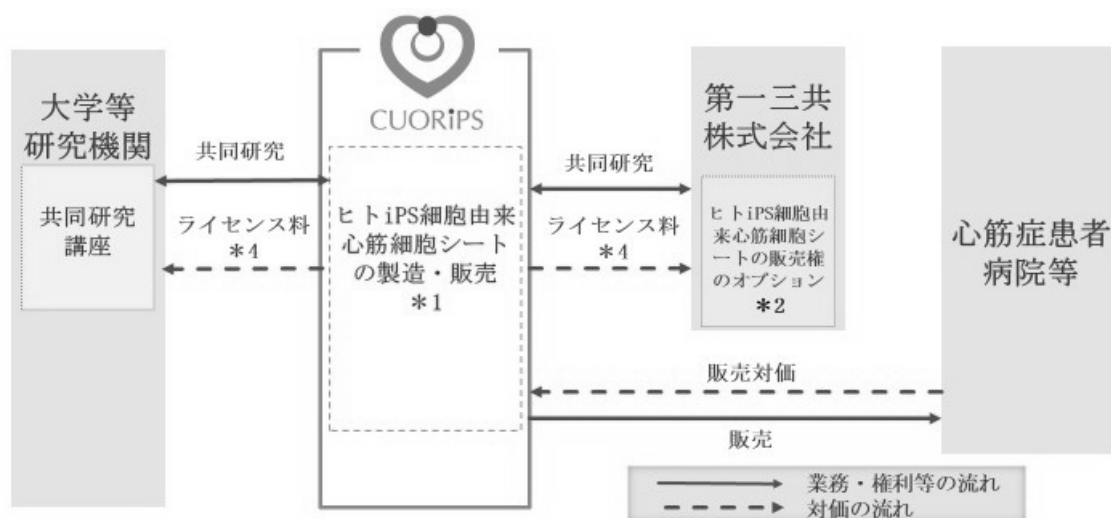 CUORiPS
大学等
研究機関
共同研究
講座
共同研究
ライセンス料
*4
ヒトiPS細胞由来
心筋細胞シート
の製造・販売
*1
共同研究
ライセンス料
*4
第一三共
株式会社
ヒトiPS細胞由
来心筋細胞シ
ートの販売権
のオプション
*2
心筋症患者
病院等
販売対価
販売
業務・権利等の流れ
対価の流れ